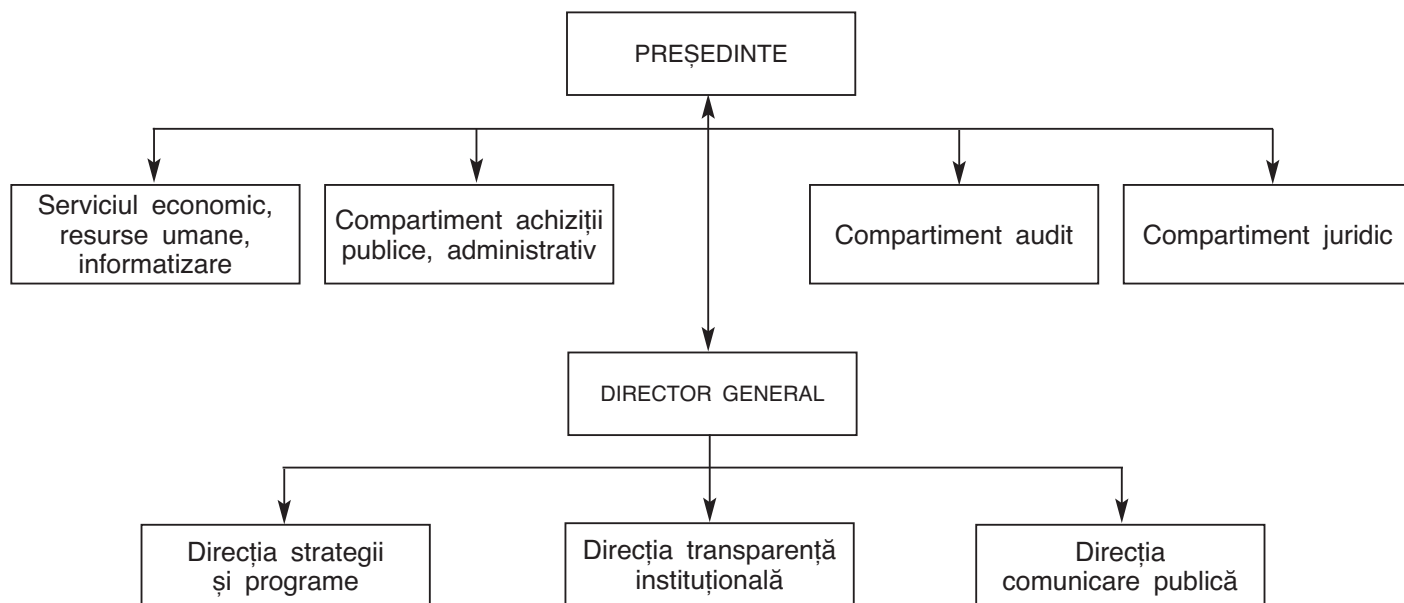 PREȘEDINTE
Serviciul economic,
resurse umane,
informatizare
Compartiment achiziții
publice, administrativ
Compartiment audit
Compartiment juridic
DIRECTOR GENERAL
Direcția strategii
și programe
Direcția transparență
instituțională
Direcția
comunicare publică